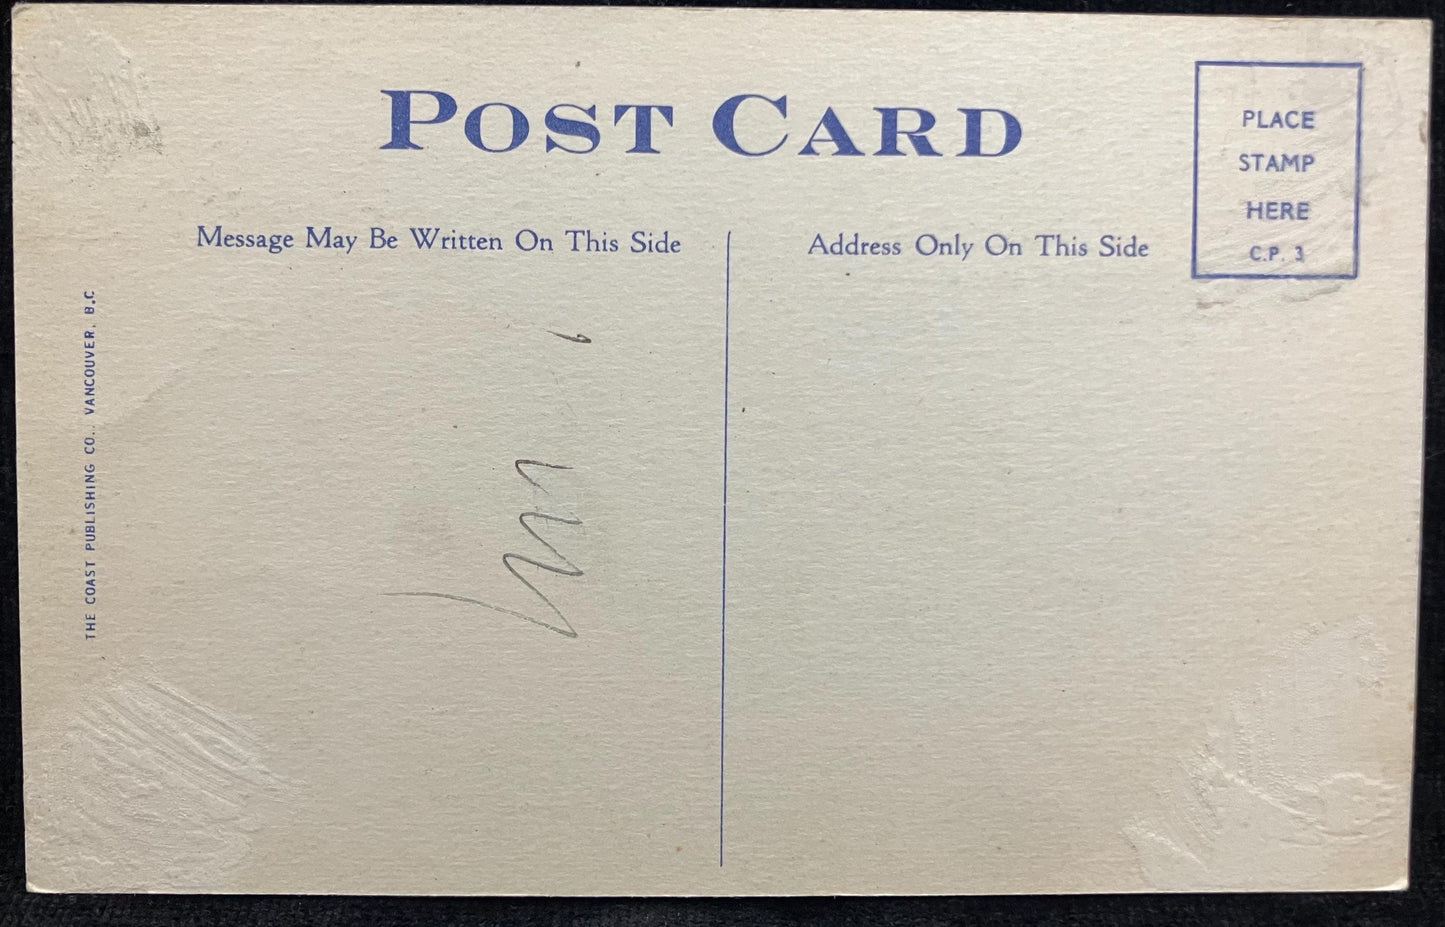 POST CARD
Message May Be Written On This Side
Address Only On This Side
PLACE
STAMP
HERE
C.P. 3
THE COAST PUBLISHING CO., VANCOUVER, B.C